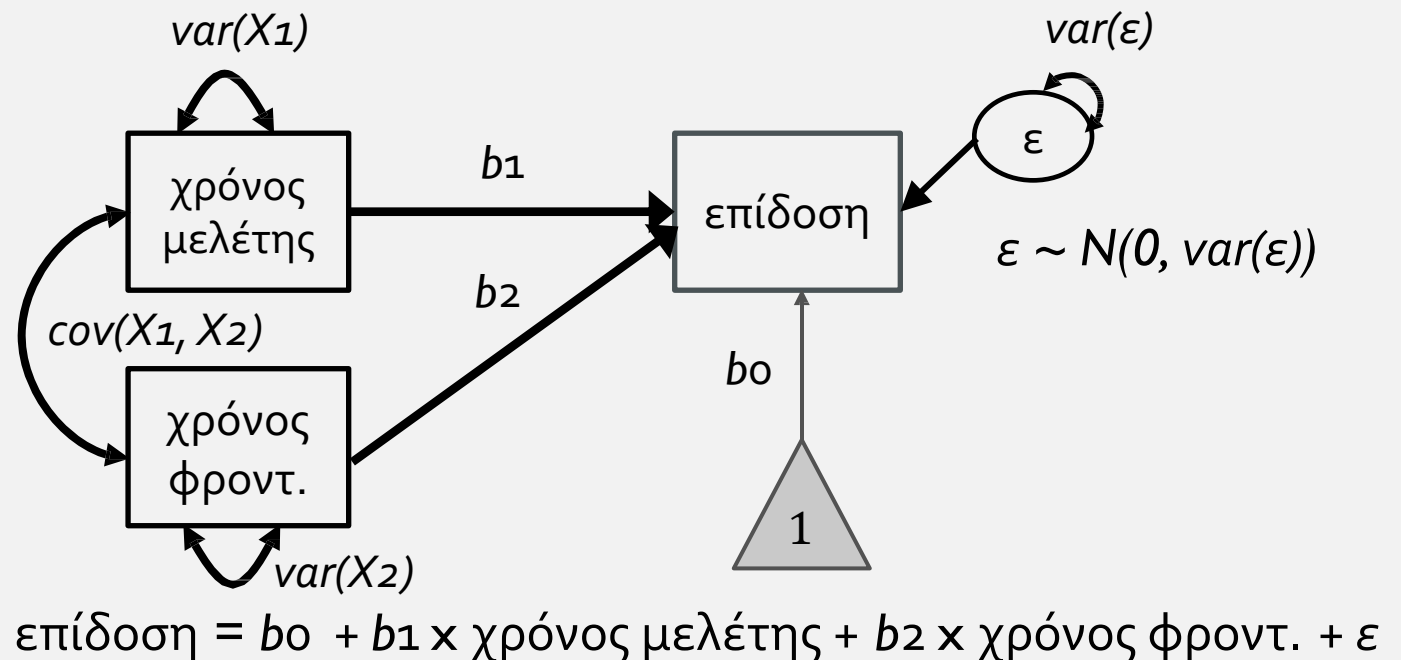 var(X1)
var(ε)
χρόνος
μελέτης
b1
επίδοση
ε
ε ~ N(0, var(ε))
b2
cov(X1, X2)
b0
χρόνος
φροντ.
1
var(X2)
επίδοση = b0 + b1 x χρόνος μελέτης + b2 x χρόνος φροντ. + ε